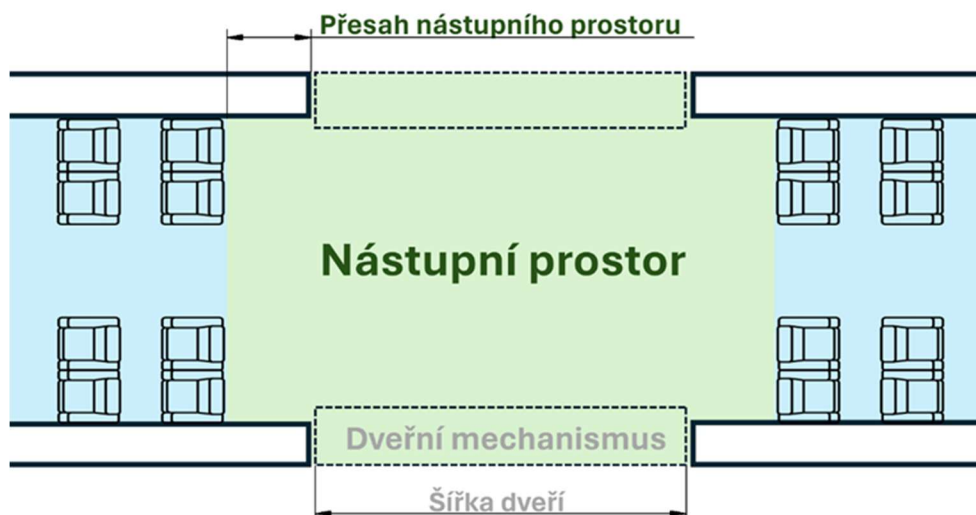 Přesah nástupního prostoru
Nástupní prostor
Dveřní mechanismus
Šířka dveří